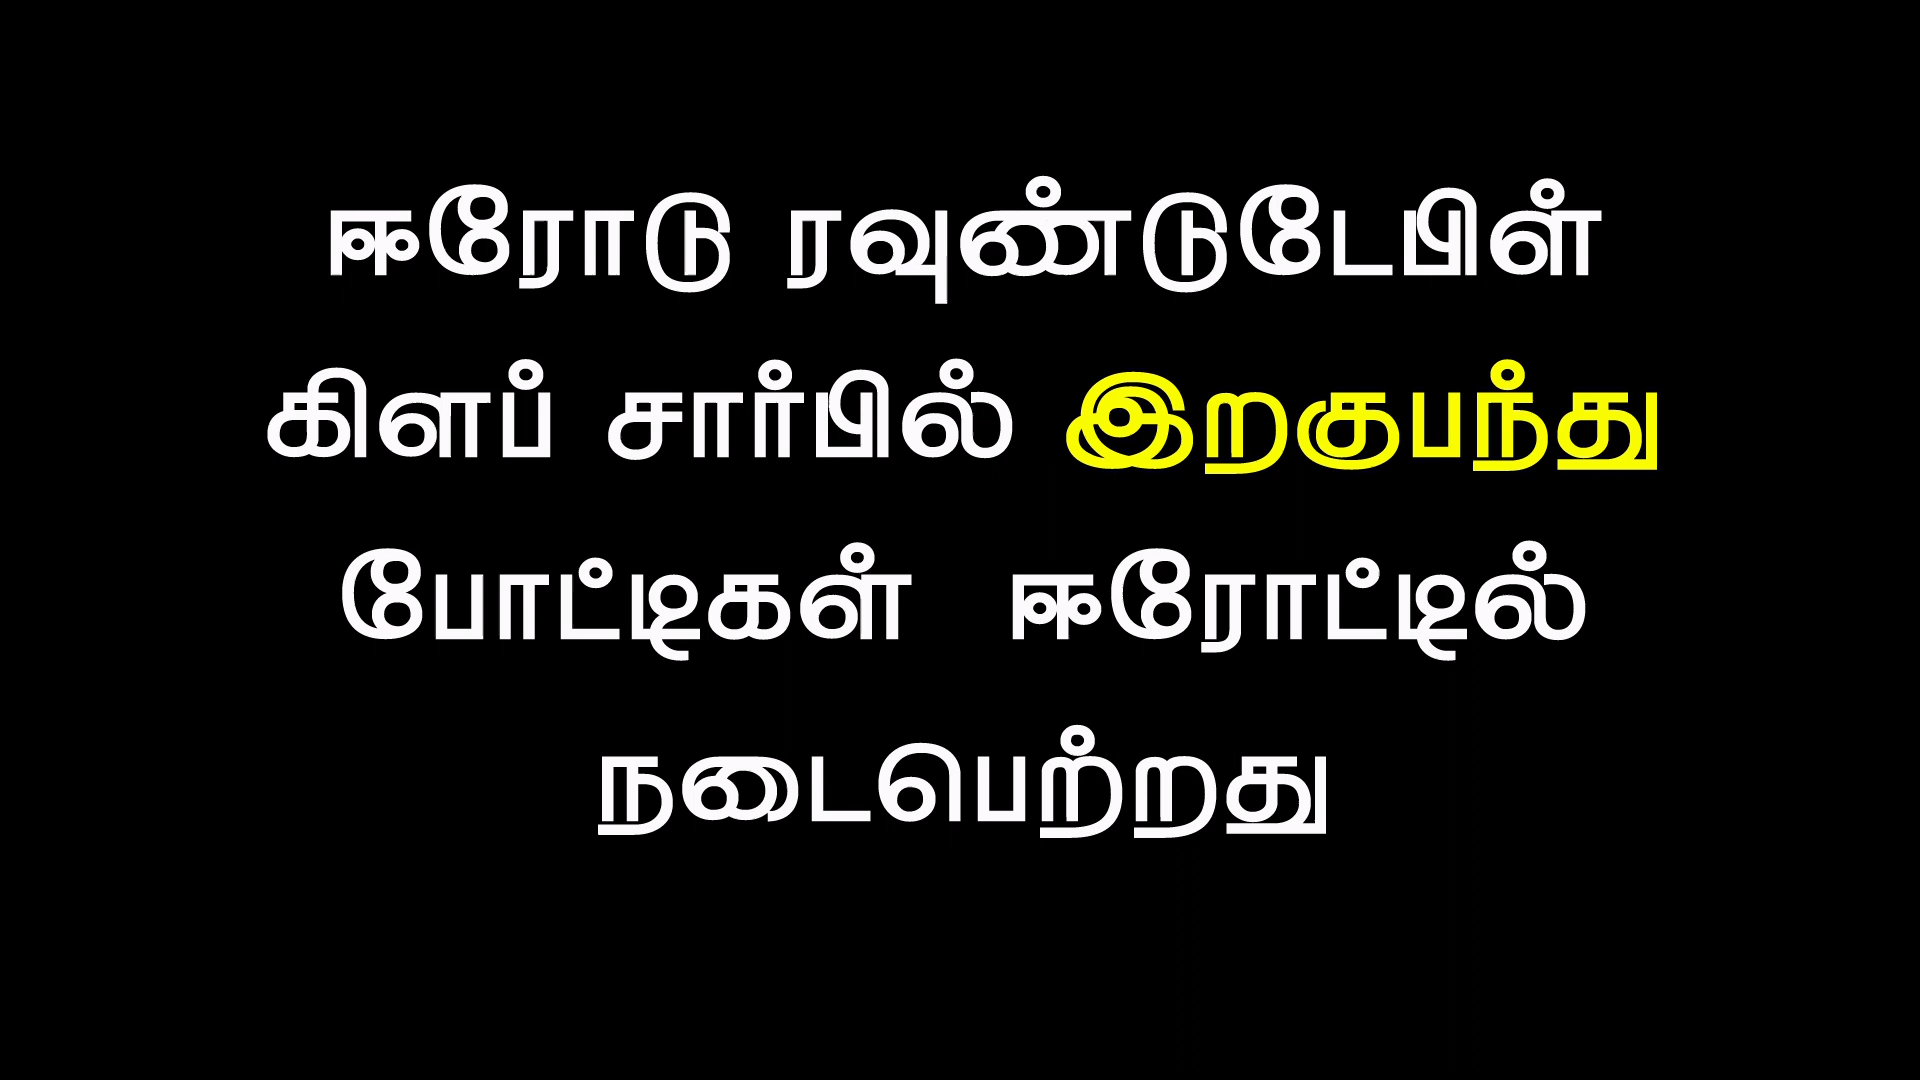 ஈரோடு ரவுண்டுடேபிள்
கிளப் சார்பில் இறகுபந்து
போட்டிகள் ஈரோட்டில்
நடைபெற்றது